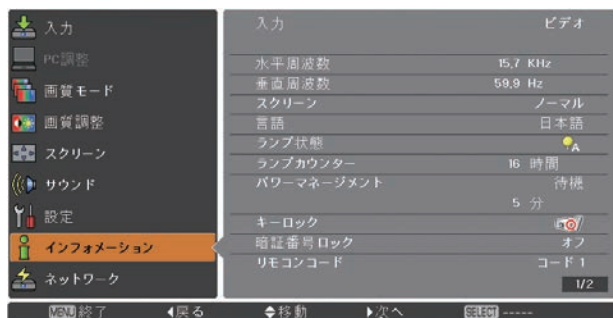 入力
PC調整
画質モード
画質調整
スクリーン
サウンド
設定
インフォメーション
ネットワーク
入力 ビデオ
水平周波数 15,7 KHz
垂直周波数 59,9 Hz
スクリーン ノーマル
言語 日本語
ランプ状態 A
ランプカウンター 16 時間
パワーマネージメント 待機
5 分
キーロック
暗証番号ロック オフ
リモコンコード コード 1
1/2
MENU 終了 戻る 移動 次へ SELECT -----